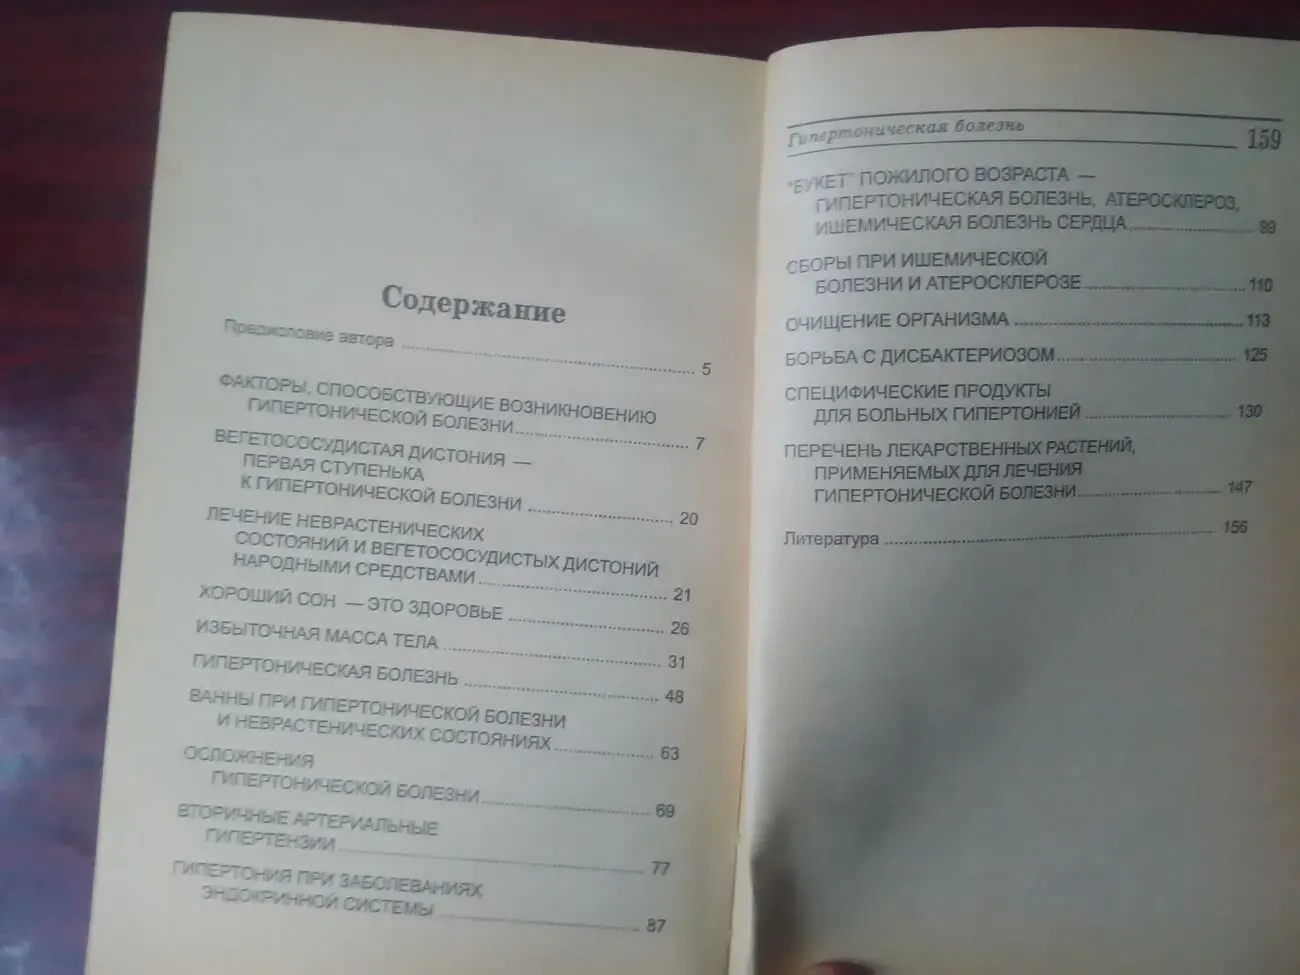 Содержание
Предисловие автора 5
ФАКТОРЫ, СПОСОБСТВУЮЩИЕ ВОЗНИКНОВЕНИЮ
ГИПЕРТОНИЧЕСКОЙ БОЛЕЗНИ 7
ВЕГЕТОСОСУДИСТАЯ ДИСТОНИЯ —
ПЕРВАЯ СТУПЕНЬКА
К ГИПЕРТОНИЧЕСКОЙ БОЛЕЗНИ 20
ЛЕЧЕНИЕ НЕВРАСТЕНИЧЕСКИХ
СОСТОЯНИЙ И ВЕГЕТОСОСУДИСТЫХ ДИСТОНИЙ
НАРОДНЫМИ СРЕДСТВАМИ 21
ХОРОШИЙ СОН — ЭТО ЗДОРОВЬЕ 26
ИЗБЫТОЧНАЯ МАССА ТЕЛА 31
ГИПЕРТОНИЧЕСКАЯ БОЛЕЗНЬ 48
ВАННЫ ПРИ ГИПЕРТОНИЧЕСКОЙ БОЛЕЗНИ
И НЕВРАСТЕНИЧЕСКИХ СОСТОЯНИЯХ 63
ОСЛОЖНЕНИЯ
ГИПЕРТОНИЧЕСКОЙ БОЛЕЗНИ 69
ВТОРИЧНЫЕ АРТЕРИАЛЬНЫЕ
ГИПЕРТЕНЗИИ 77
ГИПЕРТОНИЯ ПРИ ЗАБОЛЕВАНИЯХ
ЭНДОКРИННОЙ СИСТЕМЫ 87
Гипертоническая болезнь 159
"БУКЕТ" ПОЖИЛОГО ВОЗРАСТА —
ГИПЕРТОНИЧЕСКАЯ БОЛЕЗНЬ, АТЕРОСКЛЕРОЗ,
ИШЕМИЧЕСКАЯ БОЛЕЗНЬ СЕРДЦА 99
СБОРЫ ПРИ ИШЕМИЧЕСКОЙ
БОЛЕЗНИ И АТЕРОСКЛЕРОЗЕ 110
ОЧИЩЕНИЕ ОРГАНИЗМА 113
БОРЬБА С ДИСБАКТЕРИОЗОМ 125
СПЕЦИФИЧЕСКИЕ ПРОДУКТЫ
ДЛЯ БОЛЬНЫХ ГИПЕРТОНИЕЙ 130
ПЕРЕЧЕНЬ ЛЕКАРСТВЕННЫХ РАСТЕНИЙ,
ПРИМЕНЯЕМЫХ ДЛЯ ЛЕЧЕНИЯ
ГИПЕРТОНИЧЕСКОЙ БОЛЕЗНИ 147
Литература 156